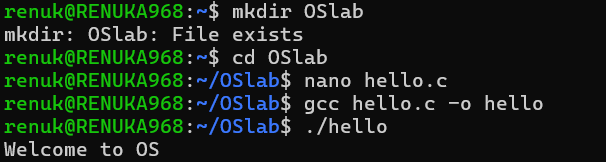 renuk@RENUKA968:~$ mkdir OSlab
mkdir: OSlab: File exists
renuk@RENUKA968:~$ cd OSlab
renuk@RENUKA968:~/OSlab$ nano hello.c
renuk@RENUKA968:~/OSlab$ gcc hello.c -o hello
renuk@RENUKA968:~/OSlab$ ./hello
Welcome to OS